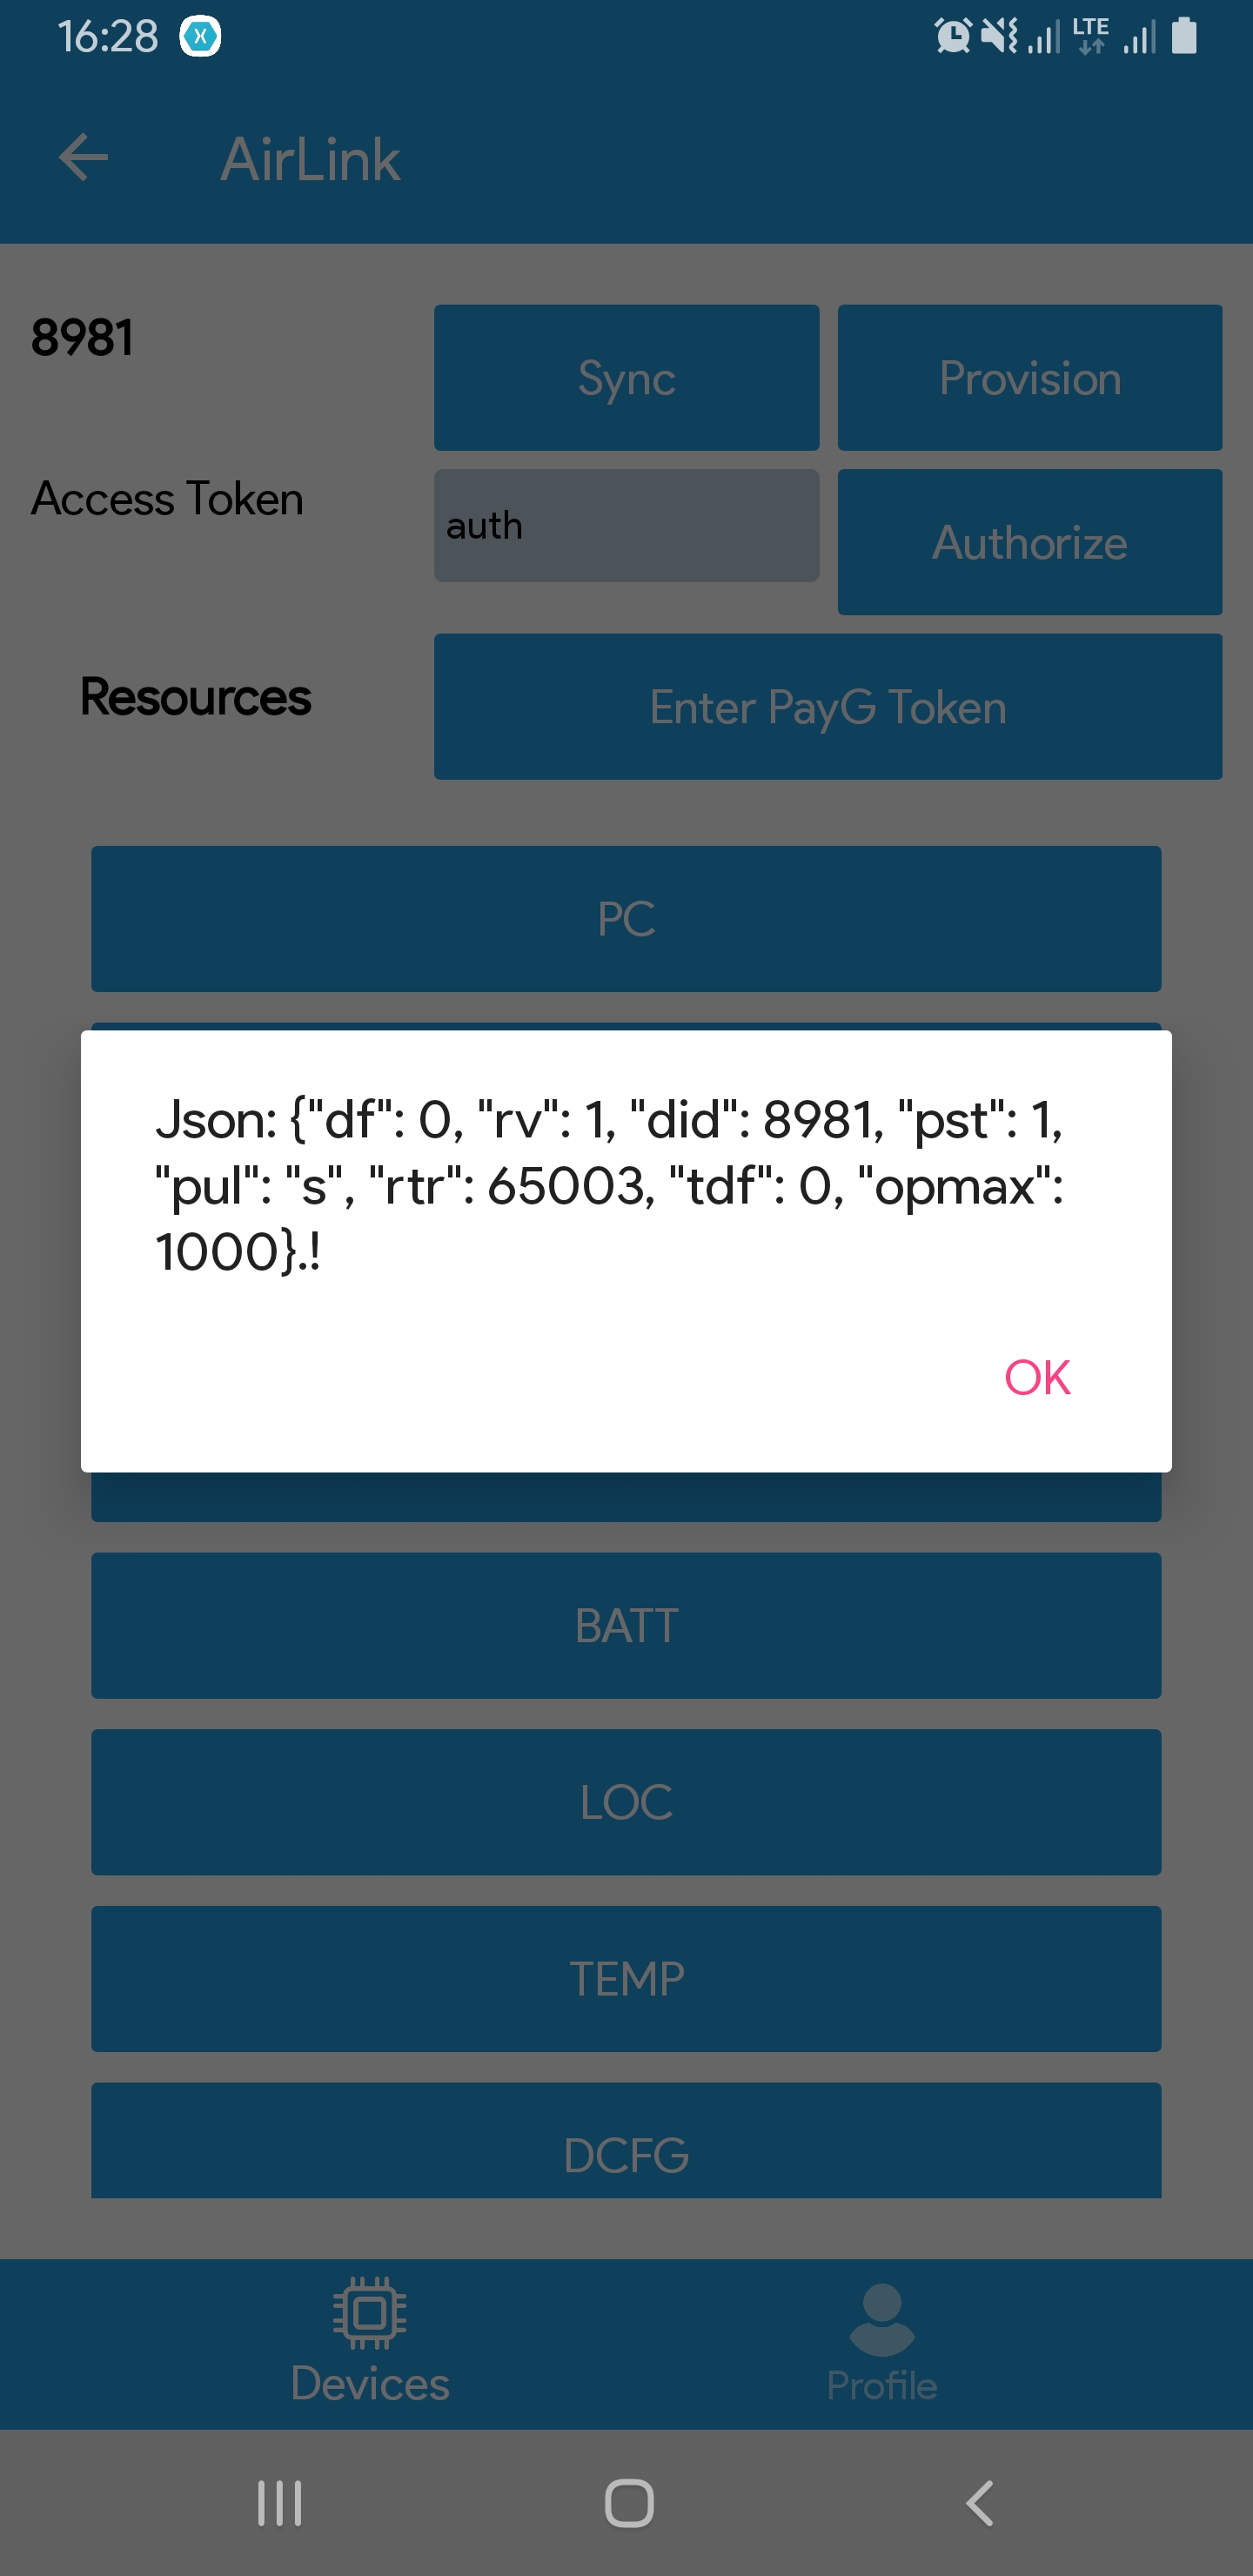 16:28
LTE
AirLink
8981
Sync
Provision
Access Token
auth
Authorize
Resources
Enter PayG Token
PC
Json: {"df": 0, "rv": 1, "did": 8981, "pst": 1,
"pul": "s", "rtr": 65003, "tdf": 0, "opmax":
1000}.!
OK
BATT
LOC
TEMP
DCFG
Devices
Profile